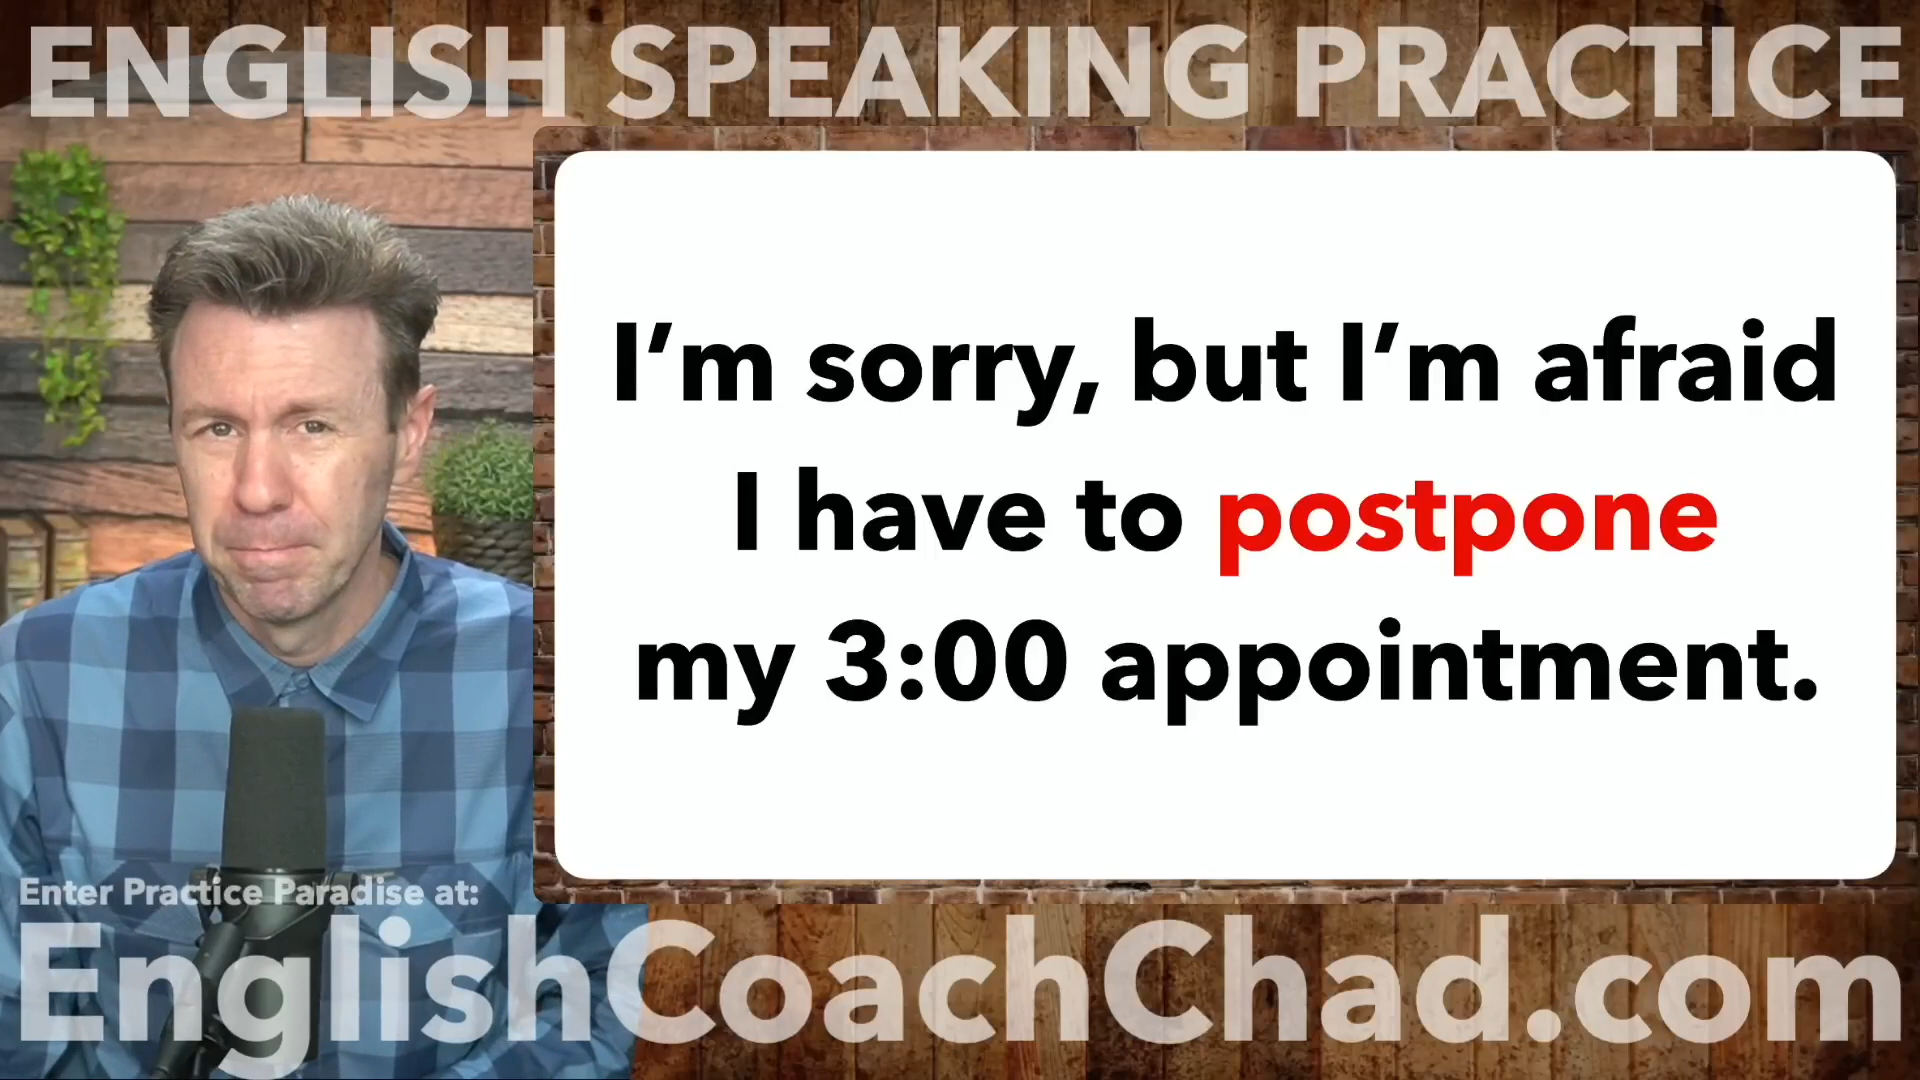 ENGLISH SPEAKING PRACTICE
I’m sorry, but I’m afraid
I have to postpone
my 3:00 appointment.
Enter Practice Paradise at:
EnglishCoachChad.com